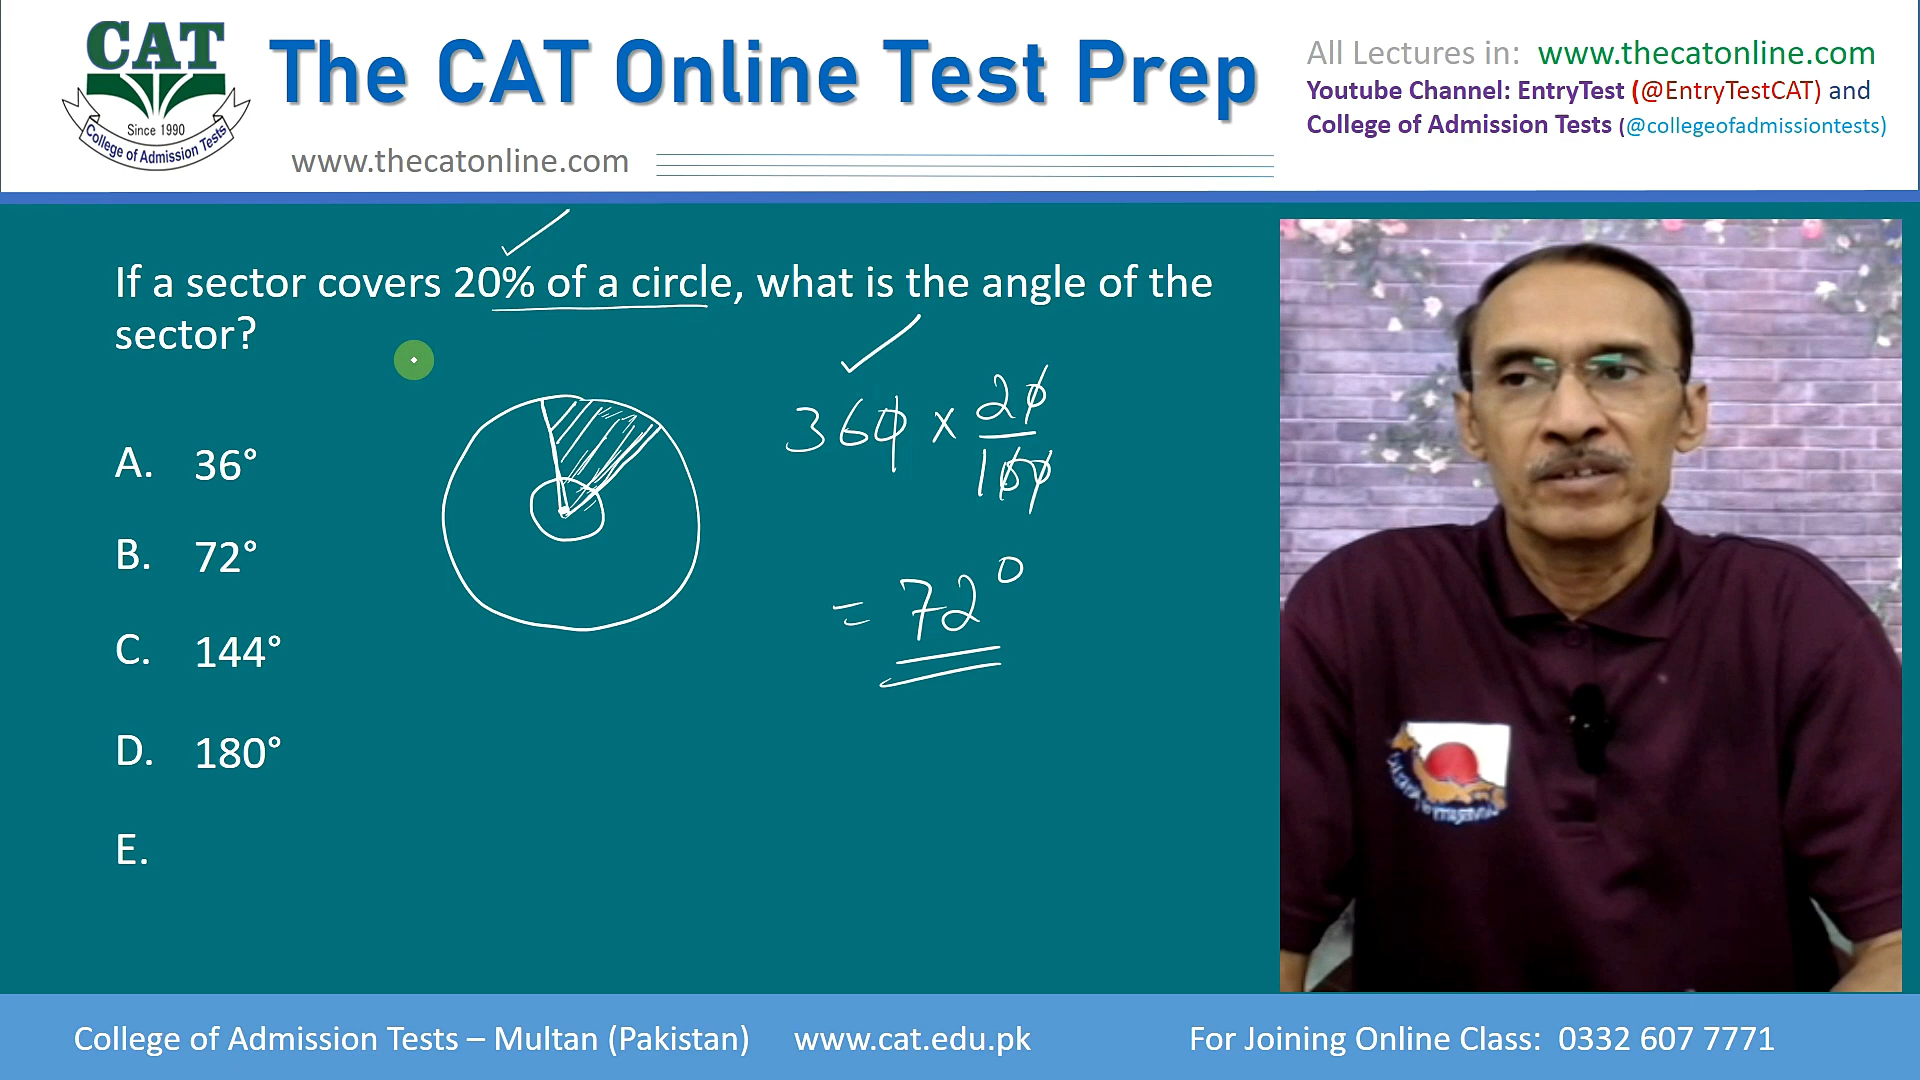 CAT
Since 1990
College of Admission Tests
The CAT Online Test Prep
www.thecatonline.com
All Lectures in: www.thecatonline.com
Youtube Channel: EntryTest (@EntryTestCAT) and
College of Admission Tests (@collegeofadmissiontests)
If a sector covers 20% of a circle, what is the angle of the
sector?
A. 36°
B. 72°
C. 144°
D. 180°
E.
360 × 20/100
= 72°
College of Admission Tests – Multan (Pakistan) www.cat.edu.pk For Joining Online Class: 0332 607 7771